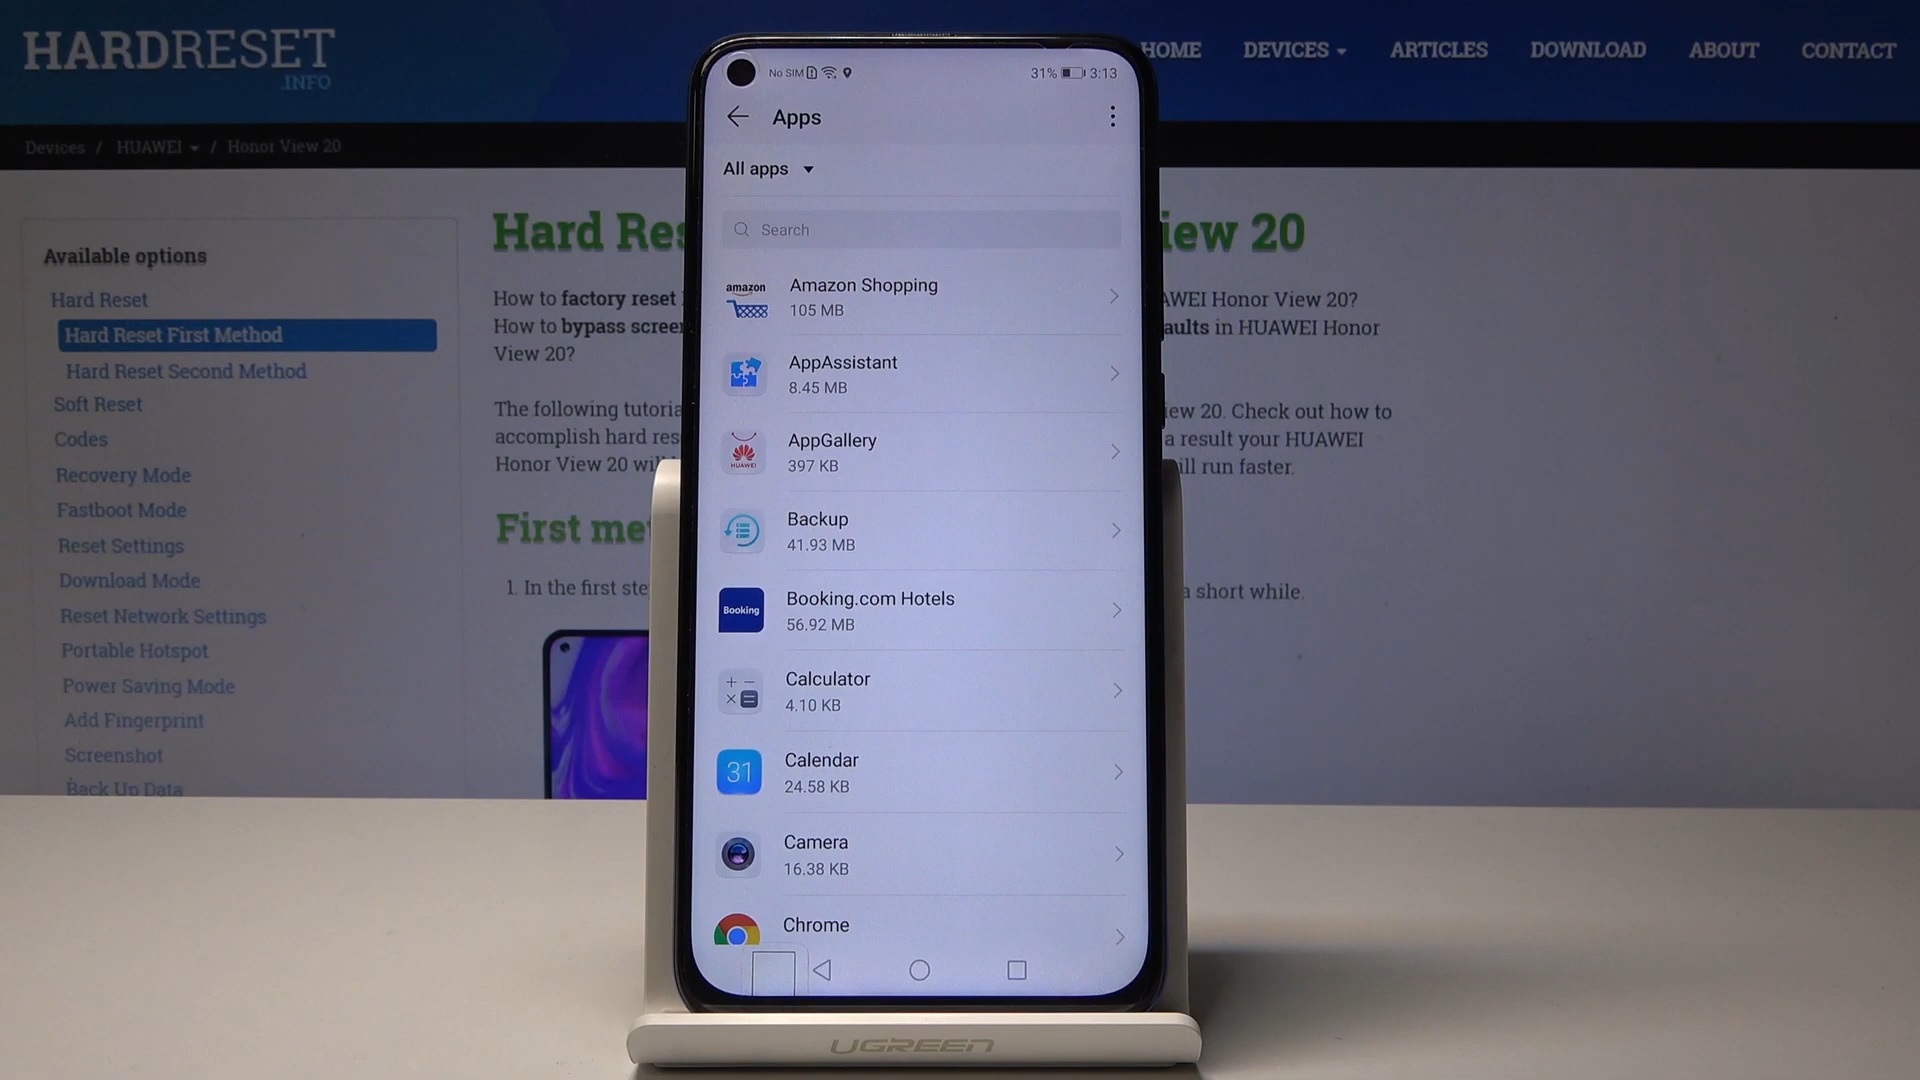 HARDRESET
.INFO
HOME DEVICES ARTICLES DOWNLOAD ABOUT CONTACT
Devices / HUAWEI / Honor View 20
Available options
Hard Reset
Hard Reset First Method
Hard Reset Second Method
Soft Reset
Codes
Recovery Mode
Fastboot Mode
Reset Settings
Download Mode
Reset Network Settings
Portable Hotspot
Power Saving Mode
Add Fingerprint
Screenshot
Back Up Data
Hard Res
iew 20
How to factory reset
AWEI Honor View 20?
How to bypass screen
aults in HUAWEI Honor
View 20?
The following tutoria
iew 20. Check out how to
accomplish hard res
a result your HUAWEI
Honor View 20 wil
ill run faster.
First me
1. In the first ste
a short while.
No SIM
31% 3:13
Apps
All apps
Search
amazon
Amazon Shopping
105 MB
AppAssistant
8.45 MB
HUAWEI
AppGallery
397 KB
Backup
41.93 MB
Booking
Booking.com Hotels
56.92 MB
Calculator
4.10 KB
31
Calendar
24.58 KB
Camera
16.38 KB
Chrome
UGREEN